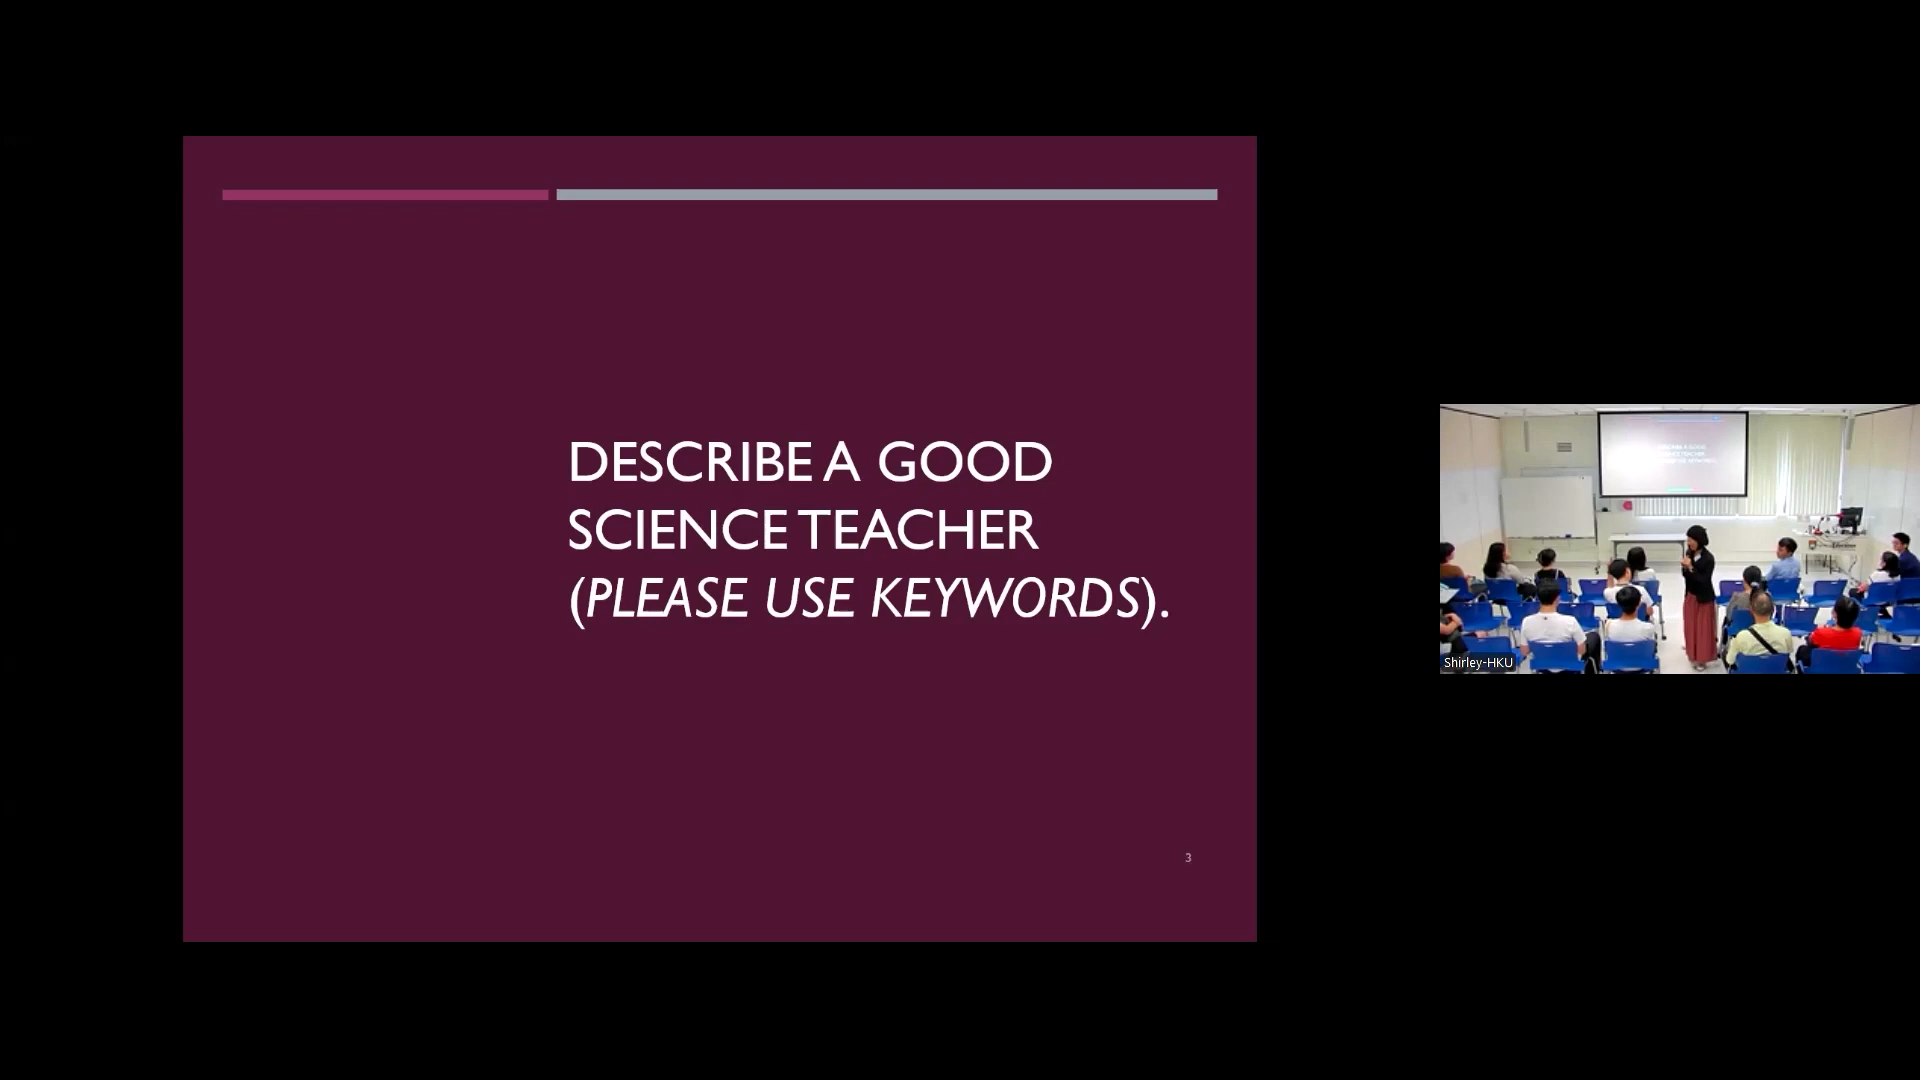 DESCRIBE A GOOD
SCIENCE TEACHER
(PLEASE USE KEYWORDS).
3
Shirley-HKU